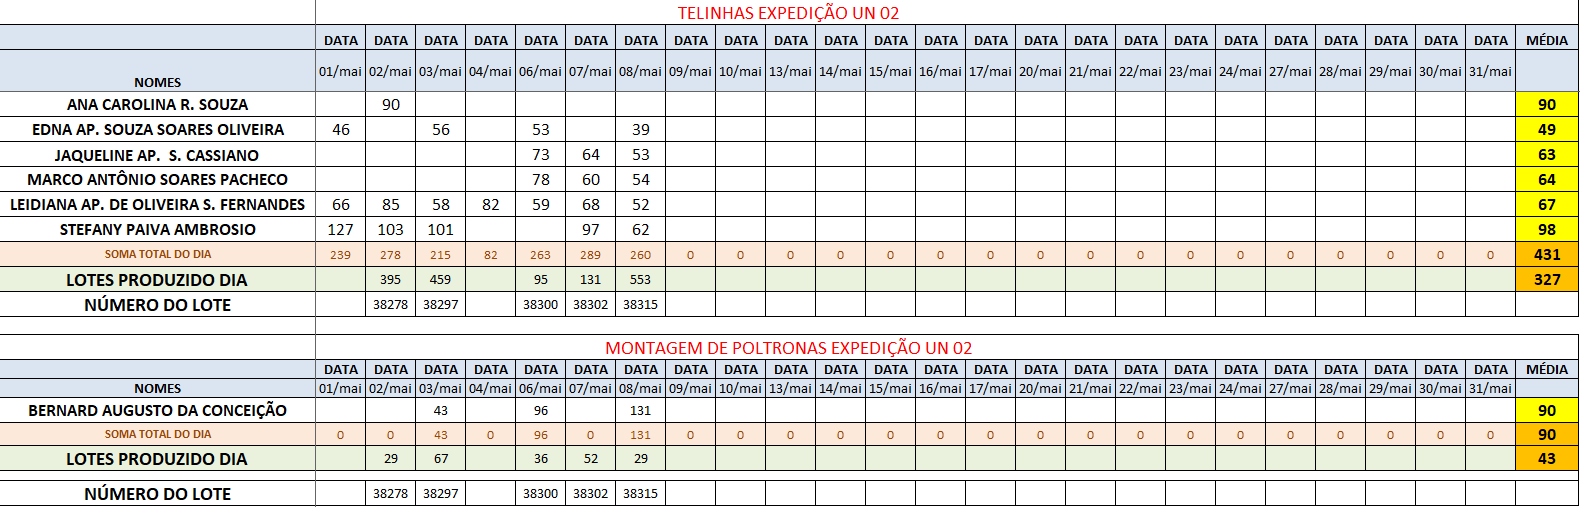 TELINHAS EXPEDIÇÃO UN 02
DATA DATA DATA DATA DATA DATA DATA DATA DATA DATA DATA DATA DATA DATA DATA DATA DATA DATA DATA DATA DATA DATA DATA DATA MÉDIA
NOMES 01/mai 02/mai 03/mai 04/mai 06/mai 07/mai 08/mai 09/mai 10/mai 13/mai 14/mai 15/mai 16/mai 17/mai 20/mai 21/mai 22/mai 23/mai 24/mai 27/mai 28/mai 29/mai 30/mai 31/mai
ANA CAROLINA R. SOUZA 90 90
EDNA AP. SOUZA SOARES OLIVEIRA 46 56 53 39 49
JAQUELINE AP. S. CASSIANO 73 64 53 63
MARCO ANTÔNIO SOARES PACHECO 78 60 54 64
LEIDIANA AP. DE OLIVEIRA S. FERNANDES 66 85 58 82 59 68 52 67
STEFANY PAIVA AMBROSIO 127 103 101 97 62 98
SOMA TOTAL DO DIA 239 278 215 82 263 289 260 0 0 0 0 0 0 0 0 0 0 0 0 0 0 0 0 0 431
LOTES PRODUZIDO DIA 395 459 95 131 553 327
NÚMERO DO LOTE 38278 38297 38300 38302 38315
MONTAGEM DE POLTRONAS EXPEDIÇÃO UN 02
DATA DATA DATA DATA DATA DATA DATA DATA DATA DATA DATA DATA DATA DATA DATA DATA DATA DATA DATA DATA DATA DATA DATA DATA MÉDIA
NOMES 01/mai 02/mai 03/mai 04/mai 06/mai 07/mai 08/mai 09/mai 10/mai 13/mai 14/mai 15/mai 16/mai 17/mai 20/mai 21/mai 22/mai 23/mai 24/mai 27/mai 28/mai 29/mai 30/mai 31/mai
BERNARD AUGUSTO DA CONCEIÇÃO 43 96 131 90
SOMA TOTAL DO DIA 0 0 43 0 96 0 131 0 0 0 0 0 0 0 0 0 0 0 0 0 0 0 0 0 90
LOTES PRODUZIDO DIA 29 67 36 52 29 43
NÚMERO DO LOTE 38278 38297 38300 38302 38315